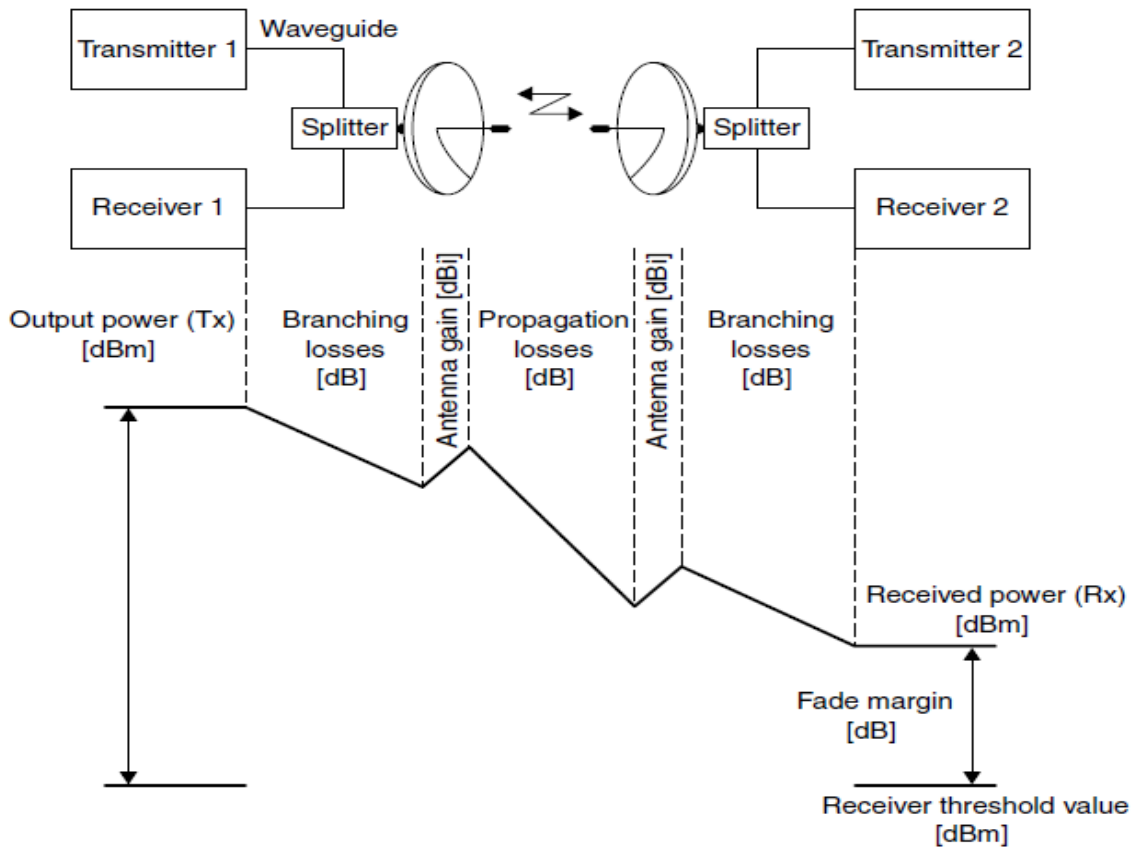 Transmitter 1
Waveguide
Transmitter 2
Splitter
Splitter
Receiver 1
Receiver 2
Output power (Tx)
[dBm]
Branching
losses
[dB]
Antenna gain [dBi]
Propagation
losses
[dB]
Antenna gain [dBi]
Branching
losses
[dB]
Received power (Rx)
[dBm]
Fade margin
[dB]
Receiver threshold value
[dBm]